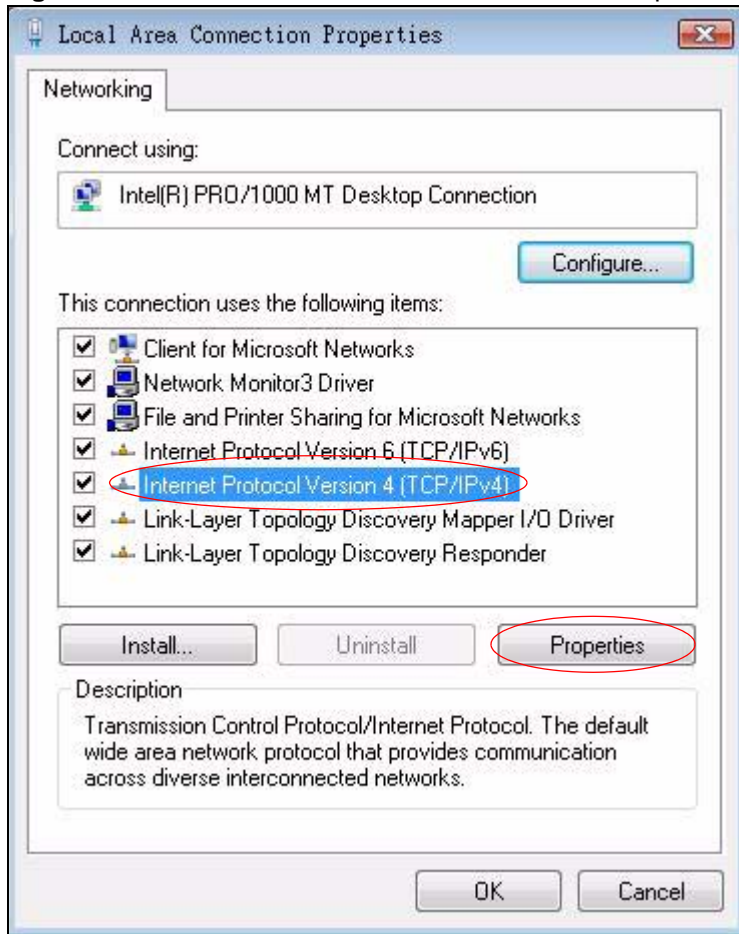 Local Area Connection Properties
Networking
Connect using:
Intel(R) PRO/1000 MT Desktop Connection
Configure...
This connection uses the following items:
Client for Microsoft Networks
Network Monitor3 Driver
File and Printer Sharing for Microsoft Networks
Internet Protocol Version 6 (TCP/IPv6)
Internet Protocol Version 4 (TCP/IPv4)
Link-Layer Topology Discovery Mapper I/O Driver
Link-Layer Topology Discovery Responder
Install...
Uninstall
Properties
Description
Transmission Control Protocol/Internet Protocol. The default
wide area network protocol that provides communication
across diverse interconnected networks.
OK
Cancel